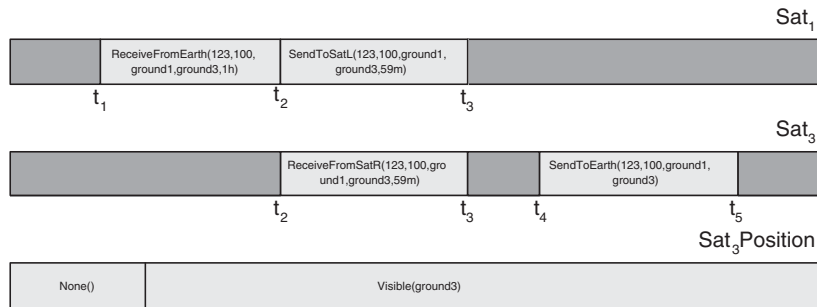 Sat1
ReceiveFromEarth(123,100,
ground1,ground3,1h)
SendToSatL(123,100,ground1,
ground3,59m)
t1
t2
t3
Sat3
ReceiveFromSatR(123,100,gro
und1,ground3,59m)
SendToEarth(123,100,ground1,
ground3)
t2
t3
t4
t5
Sat3Position
None()
Visible(ground3)